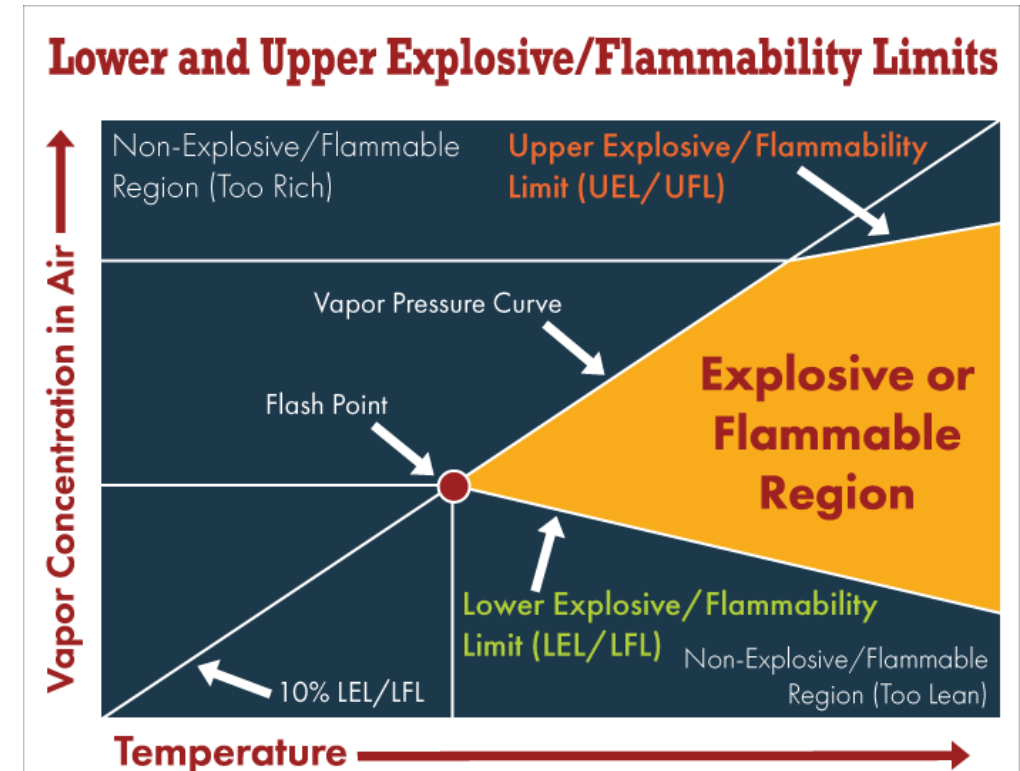 Lower and Upper Explosive/Flammability Limits
Vapor Concentration in Air
Non-Explosive/Flammable
Region (Too Rich)
Upper Explosive/Flammability
Limit (UEL/UFL)
Vapor Pressure Curve
Flash Point
Explosive or
Flammable
Region
Lower Explosive/Flammability
Limit (LEL/LFL)
Non-Explosive/Flammable
Region (Too Lean)
10% LEL/LFL
Temperature